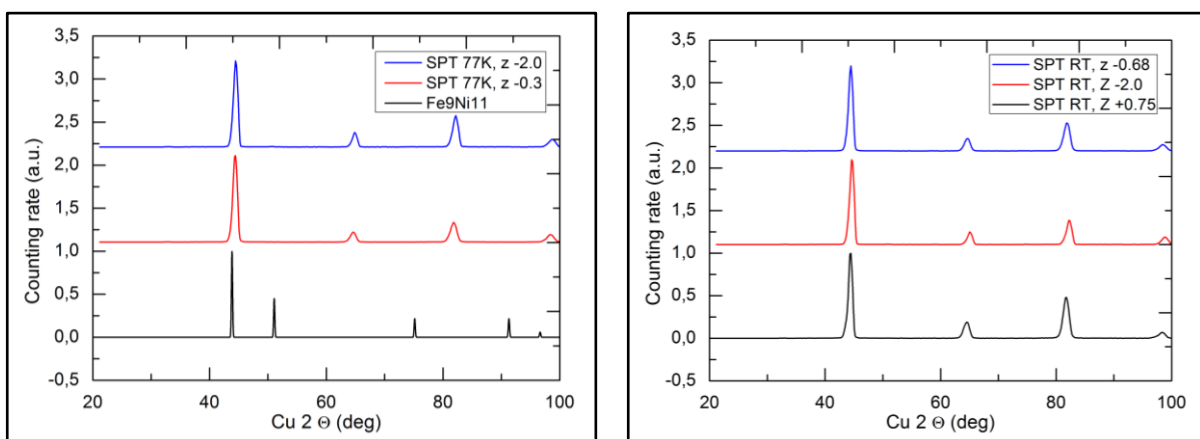 3,5
3,0
2,5
2,0
1,5
1,0
0,5
0,0
-0,5
Counting rate (a.u.)
SPT 77K, z -2.0
SPT 77K, z -0.3
Fe9Ni11
20 40 60 80 100
Cu 2 Θ (deg)
3,5
3,0
2,5
2,0
1,5
1,0
0,5
0,0
-0,5
Counting rate (a.u.)
SPT RT, z -0.68
SPT RT, Z -2.0
SPT RT, Z +0.75
20 40 60 80 100
Cu 2 Θ (deg)